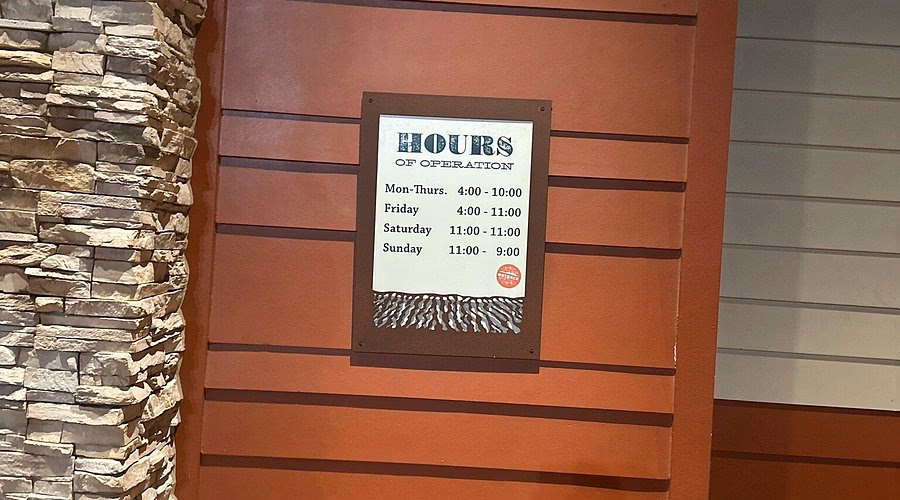 HOURS
OF OPERATION
Mon-Thurs. 4:00 - 10:00
Friday 4:00 - 11:00
Saturday 11:00 - 11:00
Sunday 11:00 - 9:00
OUTBACK